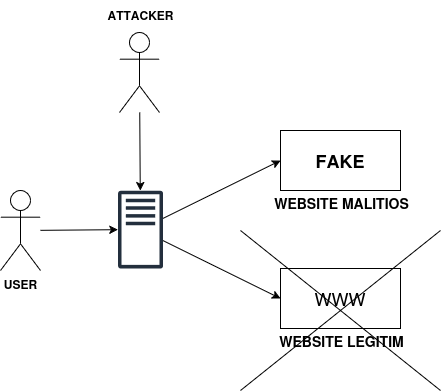 ATTACKER
FAKE
WEBSITE MALITIOS
USER
WWW
WEBSITE LEGITIM